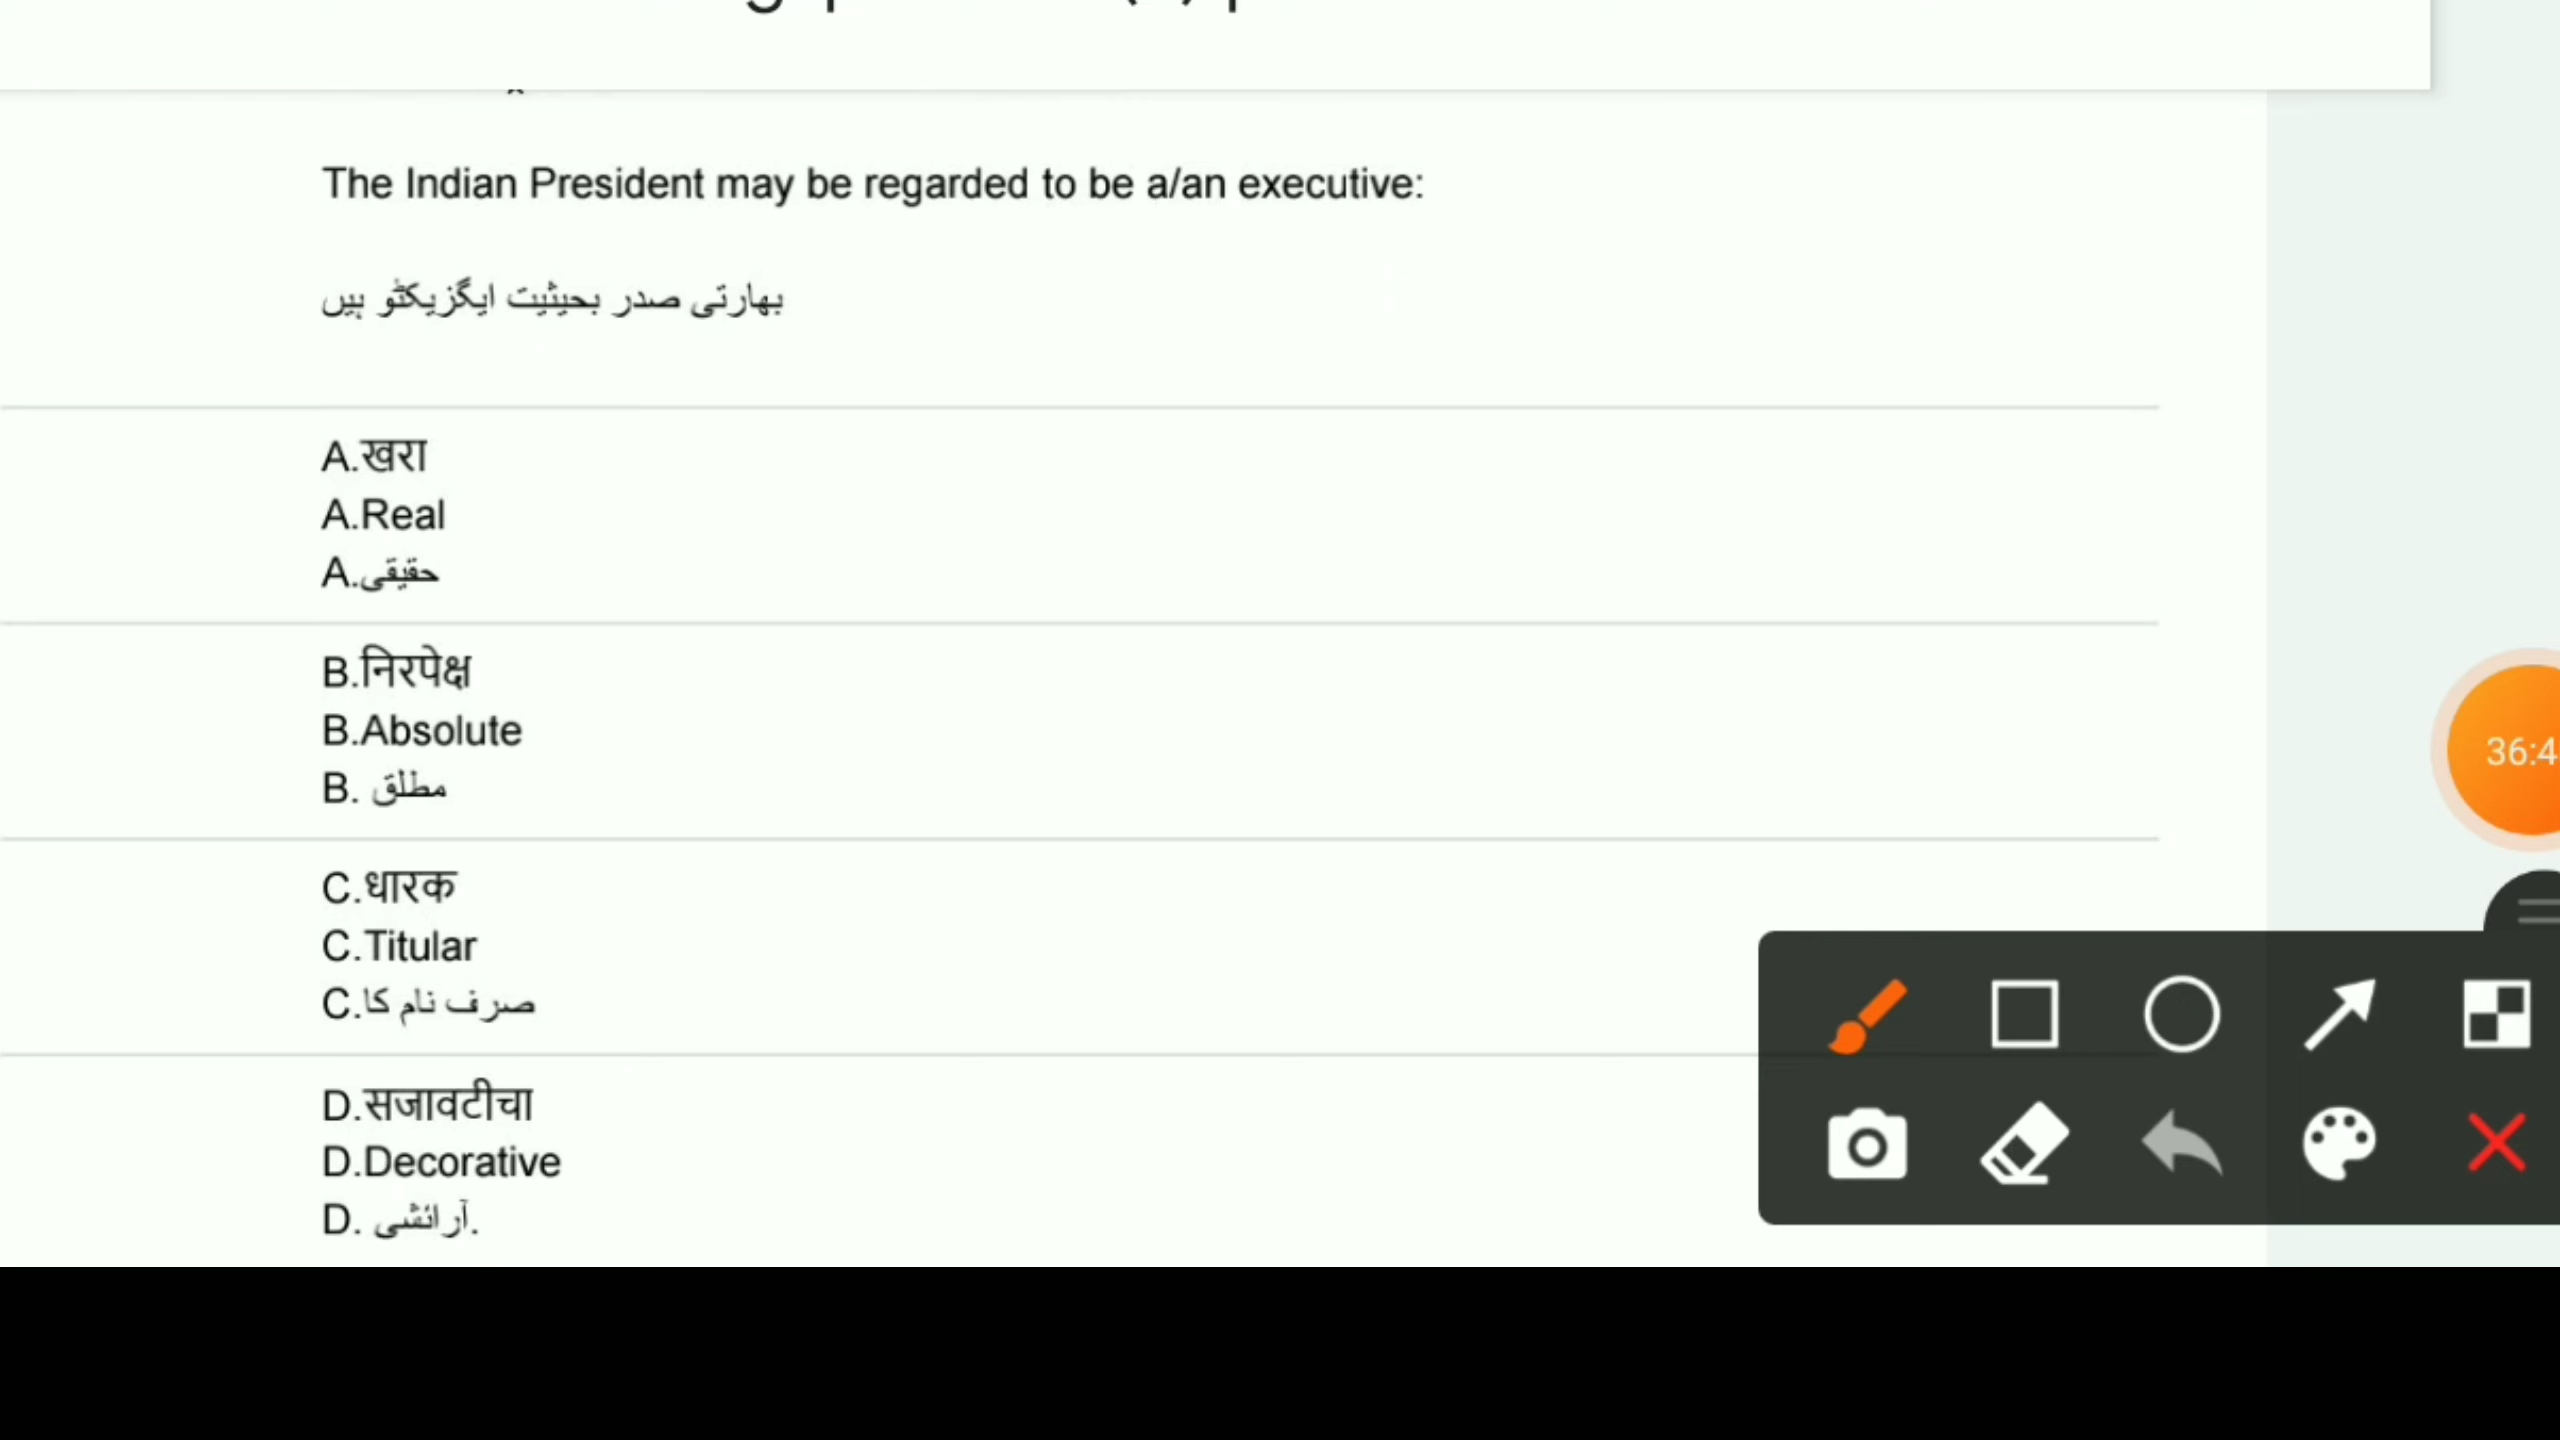 The Indian President may be regarded to be a/an executive:
بھارتی صدر بحیثیت ایگزیکٹو ہیں
A.खरा
A.Real
A.حقیقی
B.निरपेक्ष
B.Absolute
B. مطلق
C.धारक
C.Titular
C.صرف نام کا
D.सजावटीचा
D.Decorative
D. آرائشی.
36:4